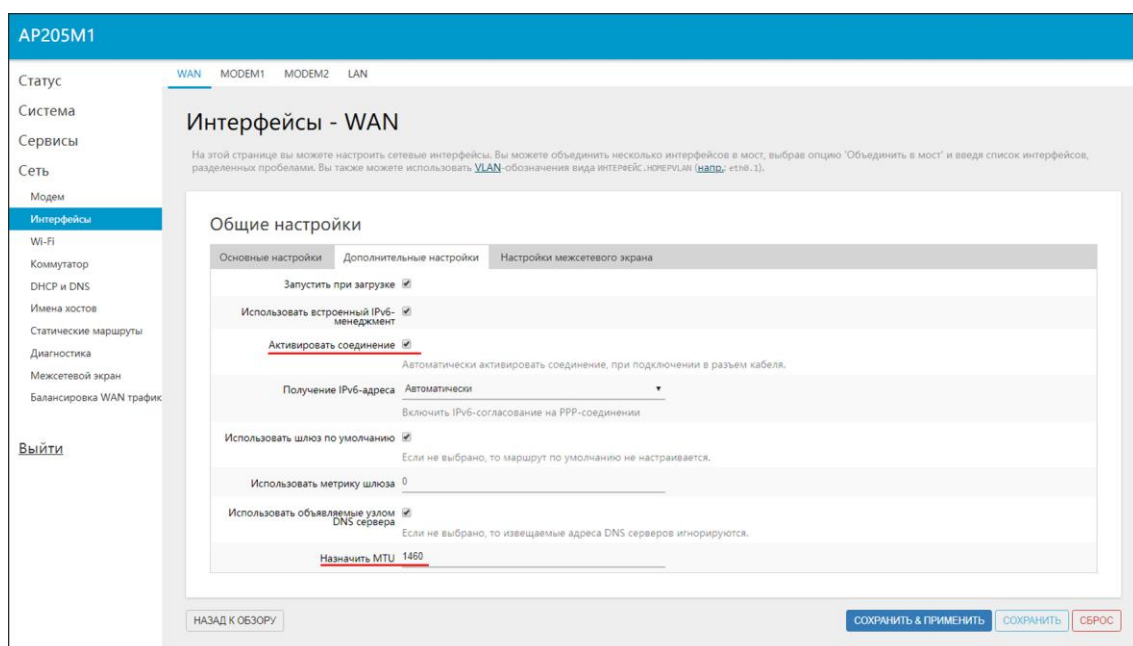 AP205M1
Статус
Система
Сервисы
Сеть
Модем
Интерфейсы
Wi-Fi
Коммутатор
DHCP и DNS
Имена хостов
Статические маршруты
Диагностика
Межсетевой экран
Балансировка WAN трафик
Выйти
WAN MODEM1 MODEM2 LAN
Интерфейсы - WAN
На этой странице вы можете настроить сетевые интерфейсы. Вы можете объединить несколько интерфейсов в мост, выбрав опцию 'Объединить в мост' и введя список интерфейсов,
разделенных пробелами. Вы также можете использовать VLAN-обозначения вида ИНТЕРФЕЙС.НОМЕРVLAN (напр.: eth0.1).
Общие настройки
Основные настройки Дополнительные настройки Настройки межсетевого экрана
Запустить при загрузке
Использовать встроенный IPv6-
менеджмент
Активировать соединение
Автоматически активировать соединение, при подключении в разъем кабеля.
Получение IPv6-адреса Автоматически
Включить IPv6-согласование на PPP-соединении
Использовать шлюз по умолчанию
Если не выбрано, то маршрут по умолчанию не настраивается.
Использовать метрику шлюза 0
Использовать объявляемые узлом
DNS сервера
Если не выбрано, то извещаемые адреса DNS серверов игнорируются.
Назначить MTU 1460
НАЗАД К ОБЗОРУ СОХРАНИТЬ & ПРИМЕНИТЬ СОХРАНИТЬ СБРОС